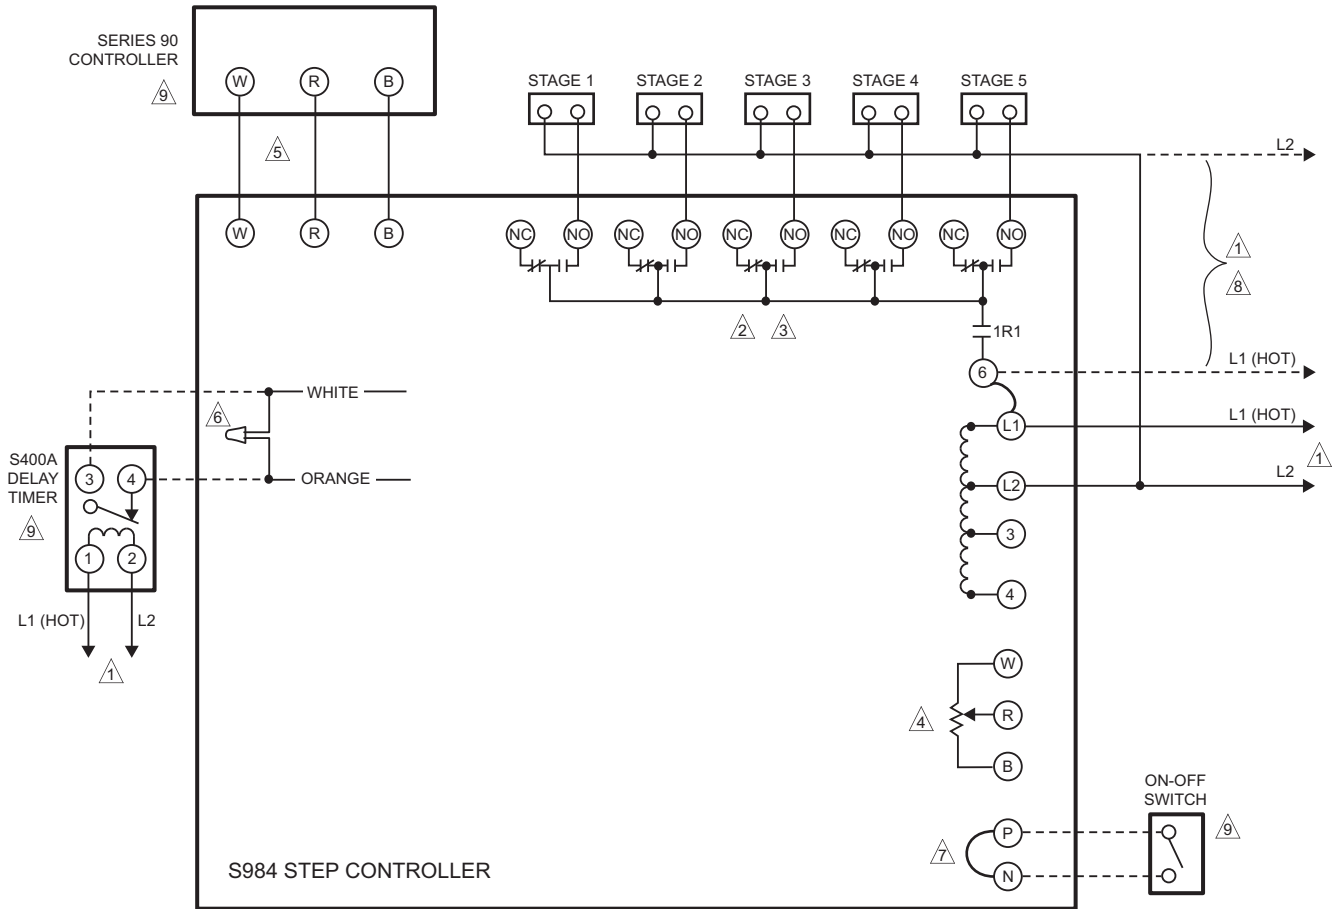 SERIES 90
CONTROLLER
9
W R B
5
STAGE 1 STAGE 2 STAGE 3 STAGE 4 STAGE 5
L2
W R B
NC NO NC NO NC NO NC NO NC NO
1
8
2 3
1R1
6
L1 (HOT)
WHITE
6
L1
L1 (HOT)
1
S400A
DELAY
TIMER
9
3 4
ORANGE
L2
L2
3
1 2
4
L1 (HOT) L2
1
W
4
R
B
ON-OFF
SWITCH
9
P
7
N
S984 STEP CONTROLLER